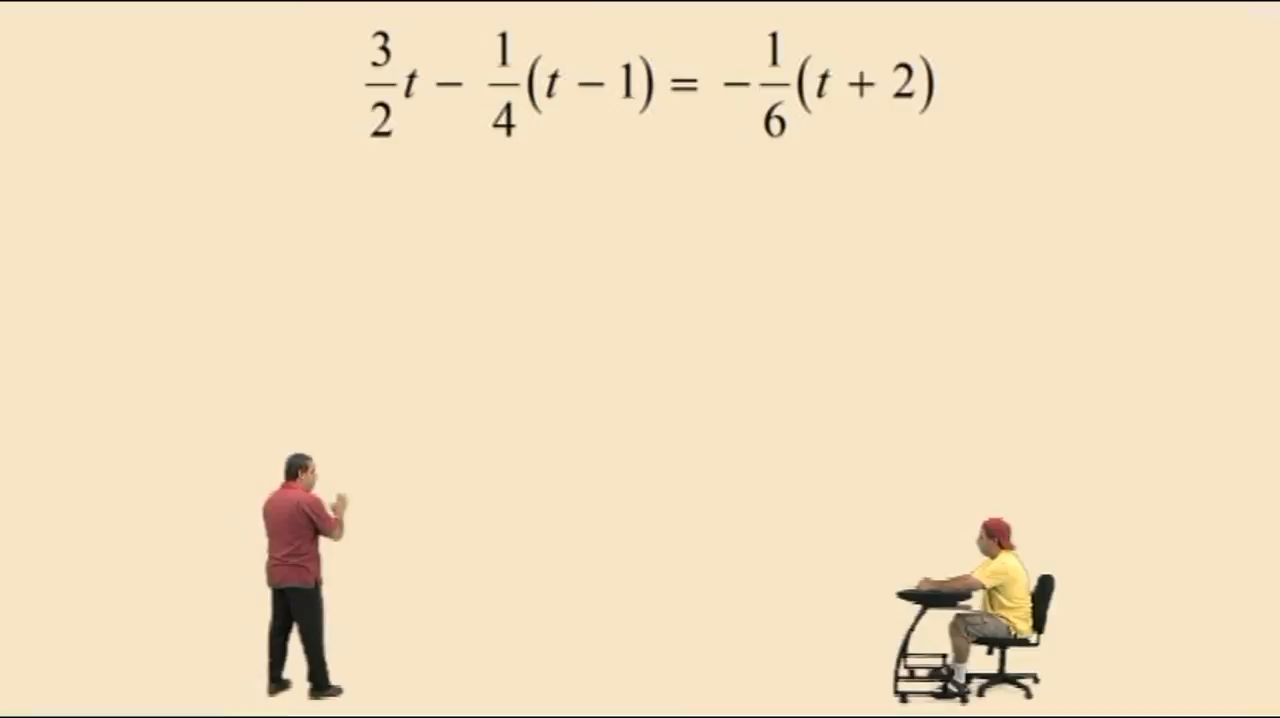 3/2 t − 1/4 (t − 1) = −1/6 (t + 2)